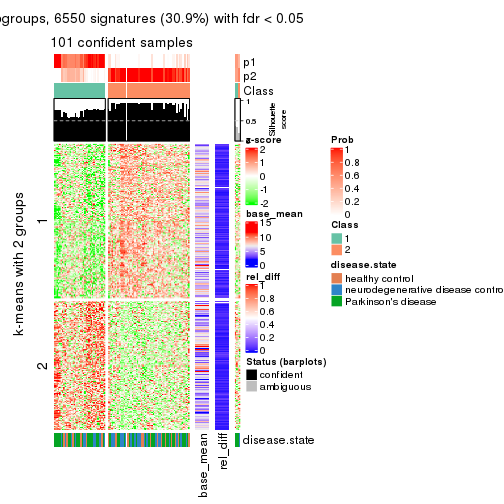 ogroups, 6550 signatures (30.9%) with fdr < 0.05
101 confident samples
p1
p2
Class
1
0.5
0
Silhouette
score
k-means with 2 groups
1
2
z-score
2
1
0
-1
-2
base_mean
15
10
5
0
rel_diff
1
0.8
0.6
0.4
0.2
0
Status (barplots)
confident
ambiguous
Prob
1
0.8
0.6
0.4
0.2
0
Class
1
2
disease.state
healthy control
neurodegenerative disease contro
Parkinson's disease
disease.state
base_mean
rel_diff